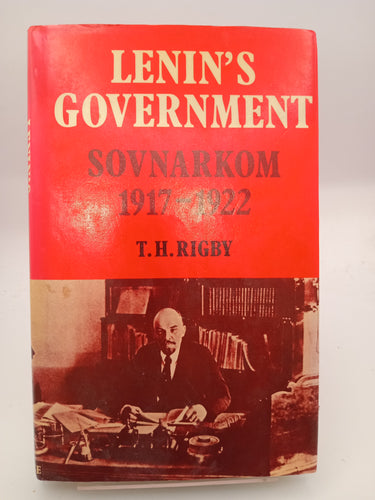 LENIN'S
GOVERNMENT
SOVNARKOM
1917-1922
T.H.RIGBY